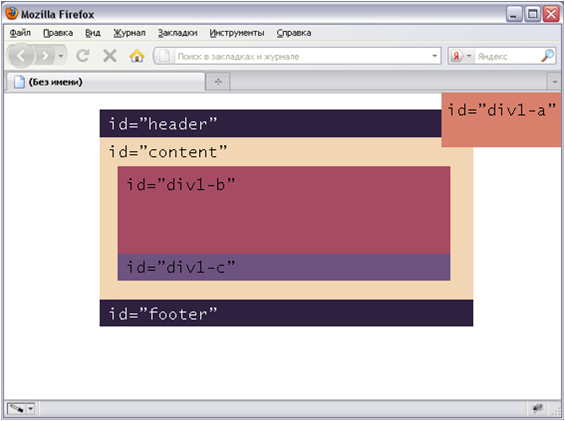 Mozilla Firefox
Файл Правка Вид Журнал Закладки Инструменты Справка
Поиск в закладках и журнале
Яндекс
(Без имени)
id="div1-a"
id="header"
id="content"
id="div1-b"
id="div1-c"
id="footer"